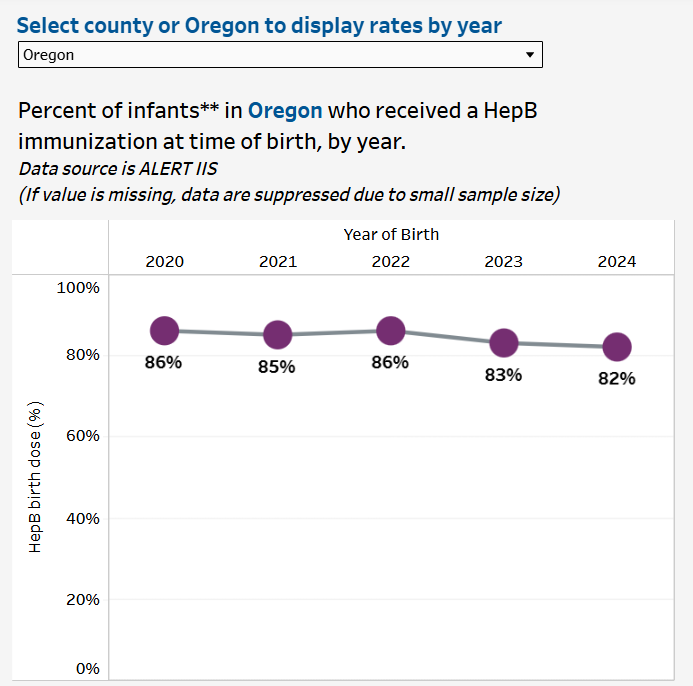 Select county or Oregon to display rates by year
Oregon
Percent of infants** in Oregon who received a HepB
immunization at time of birth, by year.
Data source is ALERT IIS
(If value is missing, data are suppressed due to small sample size)
Year of Birth
2020 2021 2022 2023 2024
HepB birth dose (%)
100%
80%
60%
40%
20%
0%
86% 85% 86% 83% 82%